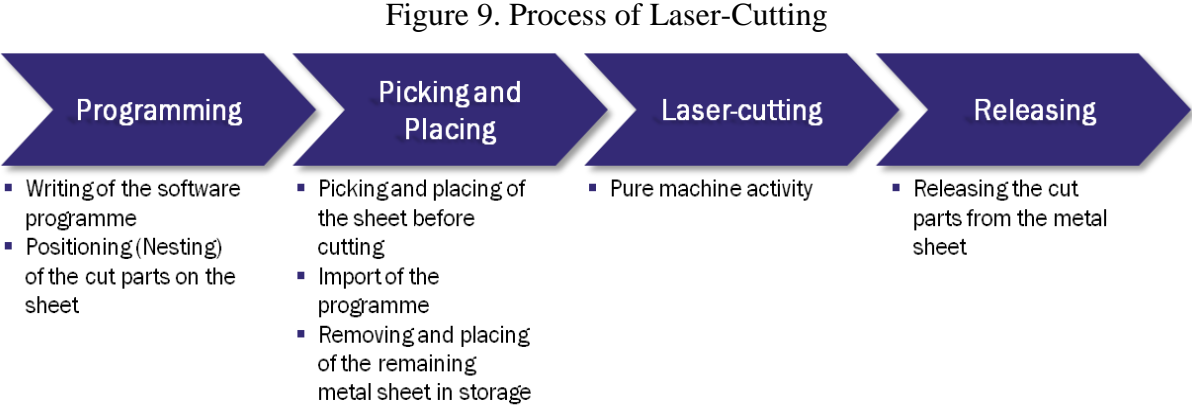 Figure 9. Process of Laser-Cutting
Programming
▪ Writing of the software
programme
▪ Positioning (Nesting)
of the cut parts on the
sheet
Picking and
Placing
▪ Picking and placing of
the sheet before
cutting
▪ Import of the
programme
▪ Removing and placing
of the remaining
metal sheet in storage
Laser-cutting
▪ Pure machine activity
Releasing
▪ Releasing the cut
parts from the metal
sheet